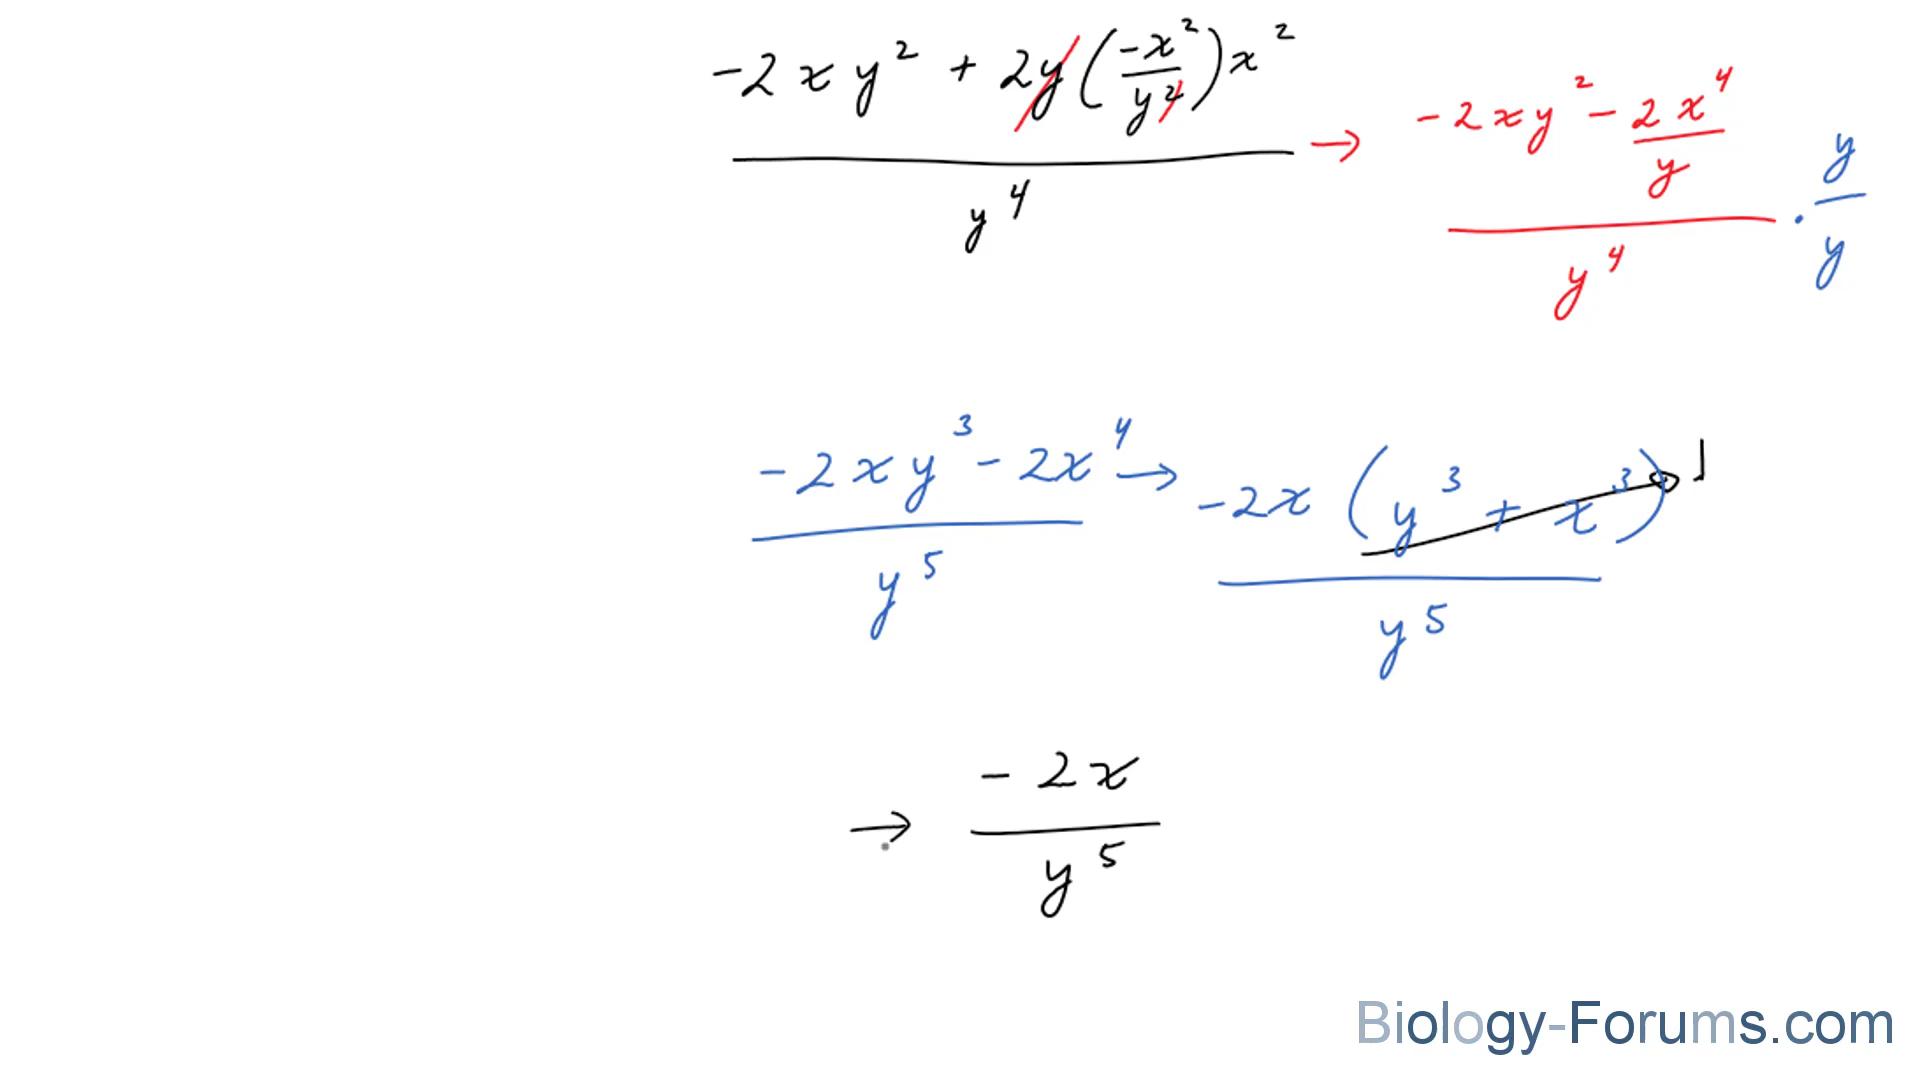 -2xy² + 2y(-x²/y²)x² / y⁴ → -2xy² - 2x⁴/y / y⁴ · y/y
-2xy³ - 2x⁴ / y⁵ → -2x(y³ + x³) 1 / y⁵
→ -2x / y⁵
Biology-Forums.com